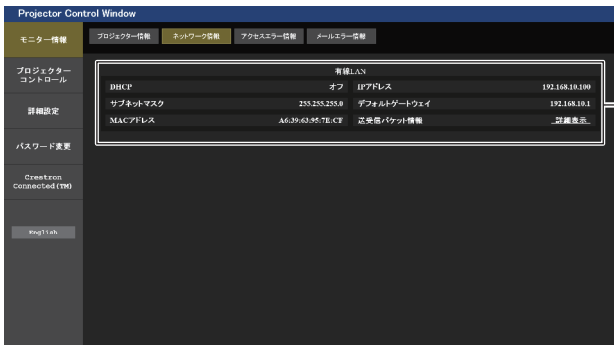 Projector Control Window
モニター情報
プロジェクター情報 ネットワーク情報 アクセスエラー情報 メールエラー情報
プロジェクター
コントロール
詳細設定
パスワード変更
Crestron
Connected(TM)
English
有線LAN
DHCP オフ IPアドレス 192.168.10.100
サブネットマスク 255.255.255.0 デフォルトゲートウェイ 192.168.10.1
MACアドレス A6:39:63:95:7E:CF 送受信パケット情報 詳細表示